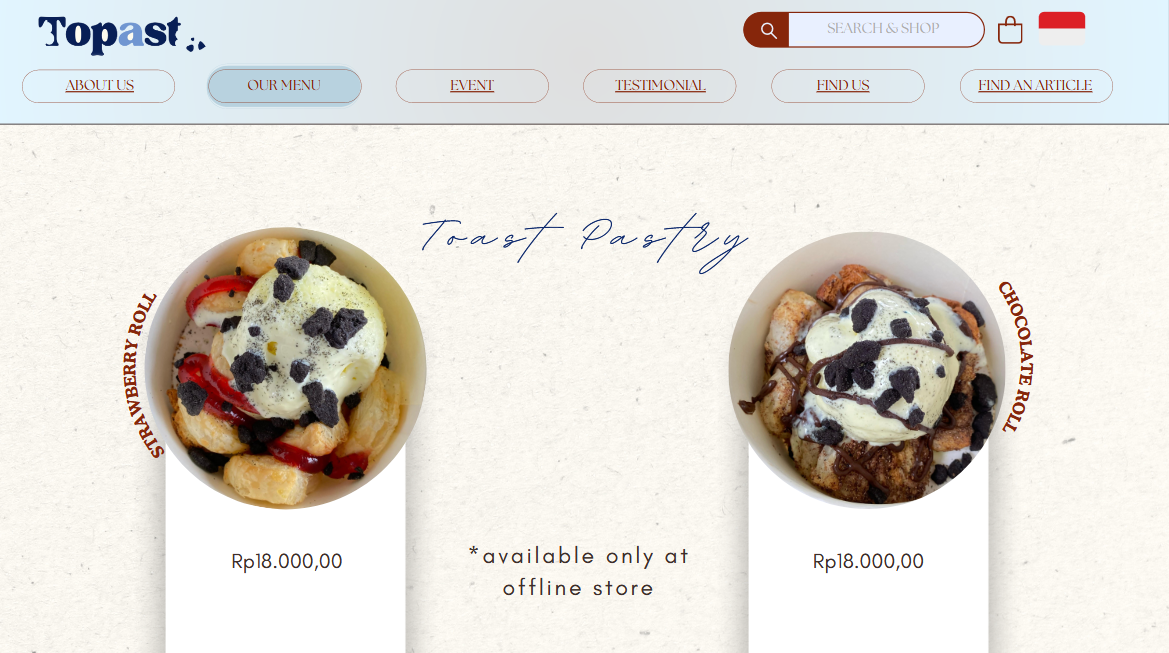 Topast
SEARCH & SHOP
ABOUT US
OUR MENU
EVENT
TESTIMONIAL
FIND US
FIND AN ARTICLE
Toast Pastry
STRAWBERRY ROLL
CHOCOLATE ROLL
Rp18.000,00
*available only at
offline store
Rp18.000,00